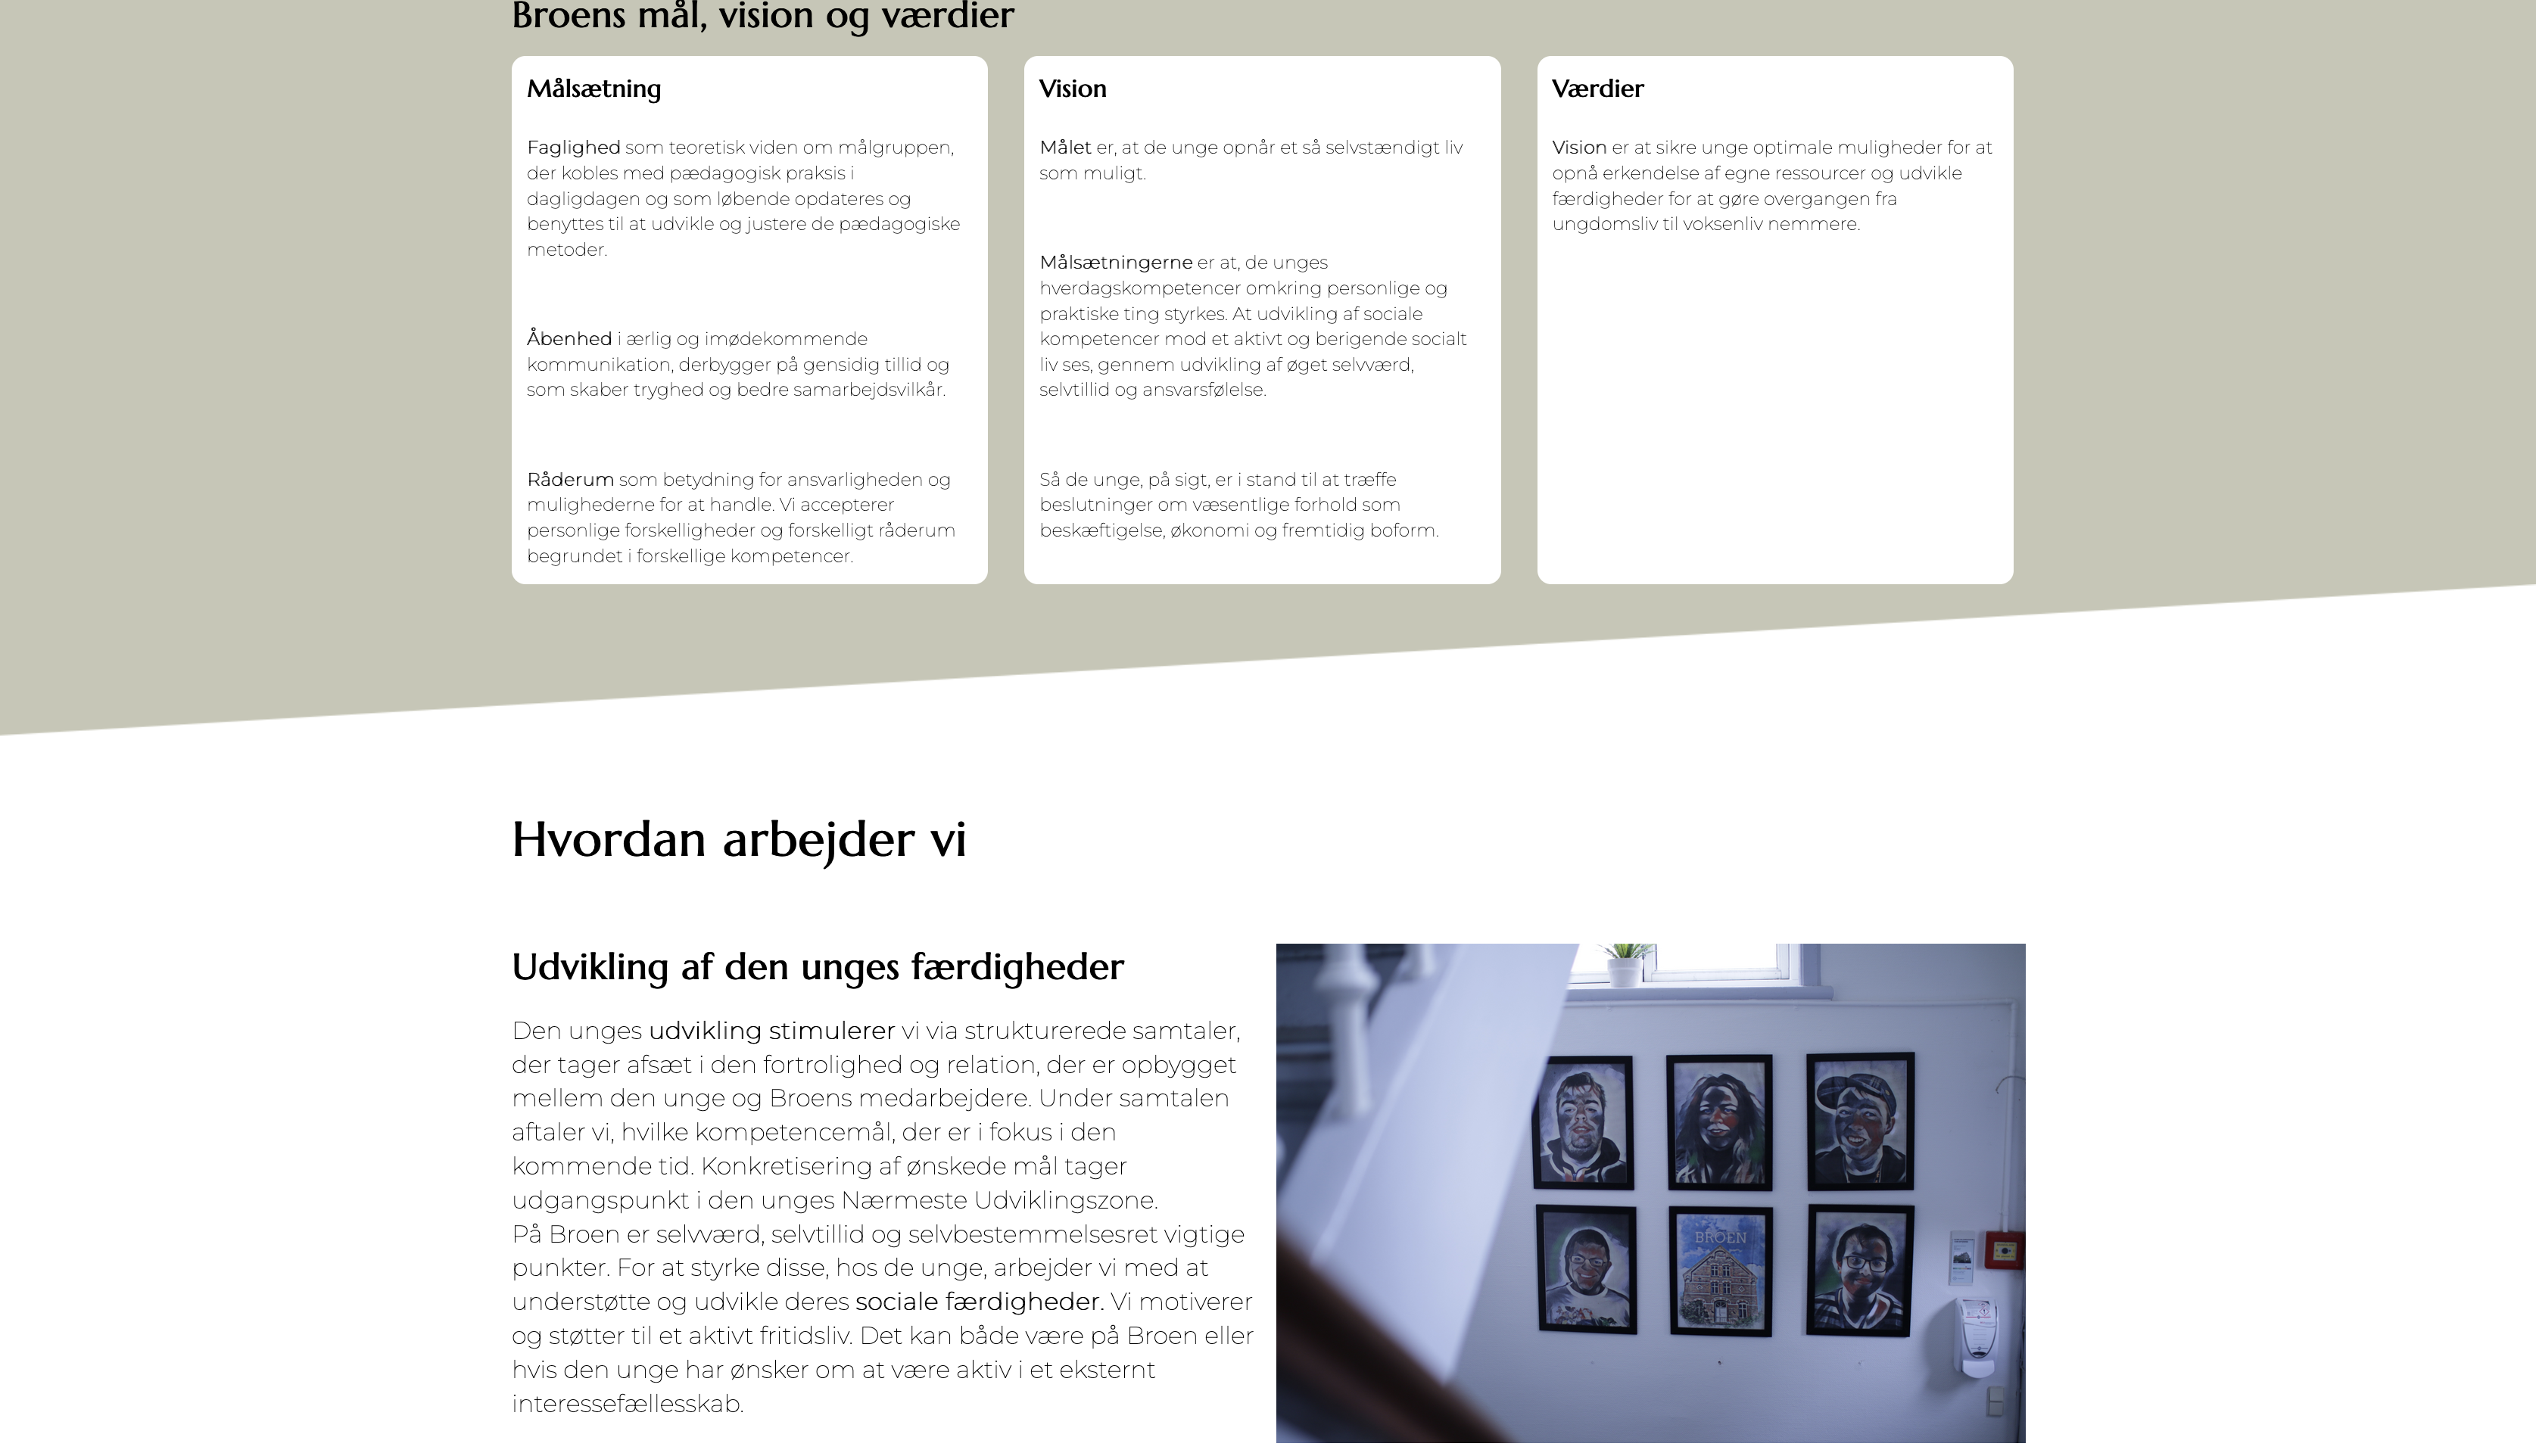 Broens mål, vision og værdier
Målsætning
Faglighed som teoretisk viden om målgruppen,
der kobles med pædagogisk praksis i
dagligdagen og som løbende opdateres og
benyttes til at udvikle og justere de pædagogiske
metoder.
Åbenhed i ærlig og imødekommende
kommunikation, derbygger på gensidig tillid og
som skaber tryghed og bedre samarbejdsvilkår.
Råderum som betydning for ansvarligheden og
mulighederne for at handle. Vi accepterer
personlige forskelligheder og forskelligt råderum
begrundet i forskellige kompetencer.
Vision
Målet er, at de unge opnår et så selvstændigt liv
som muligt.
Målsætningerne er at, de unges
hverdagskompetencer omkring personlige og
praktiske ting styrkes. At udvikling af sociale
kompetencer mod et aktivt og berigende socialt
liv ses, gennem udvikling af øget selvværd,
selvtillid og ansvarsfølelse.
Så de unge, på sigt, er i stand til at træffe
beslutninger om væsentlige forhold som
beskæftigelse, økonomi og fremtidig boform.
Værdier
Vision er at sikre unge optimale muligheder for at
opnå erkendelse af egne ressourcer og udvikle
færdigheder for at gøre overgangen fra
ungdomsliv til voksenliv nemmere.
Hvordan arbejder vi
Udvikling af den unges færdigheder
Den unges udvikling stimulerer vi via strukturerede samtaler,
der tager afsæt i den fortrolighed og relation, der er opbygget
mellem den unge og Broens medarbejdere. Under samtalen
aftaler vi, hvilke kompetencemål, der er i fokus i den
kommende tid. Konkretisering af ønskede mål tager
udgangspunkt i den unges Nærmeste Udviklingszone.
På Broen er selvværd, selvtillid og selvbestemmelsesret vigtige
punkter. For at styrke disse, hos de unge, arbejder vi med at
understøtte og udvikle deres sociale færdigheder. Vi motiverer
og støtter til et aktivt fritidsliv. Det kan både være på Broen eller
hvis den unge har ønsker om at være aktiv i et eksternt
interessefællesskab.
BROEN